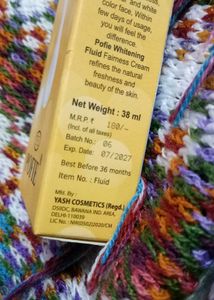 color face, Within
few days of usage,
you will feel the
difference.
Pofie Whitening
Fluid Fairness Cream
refines the natural
freshness and
beauty of the skin.
Net Weight : 38 ml
M.R.P.₹ 180/-
(Incl. of all taxes)
Batch No.: 06
Exp. Date: 07/2027
Best Before 36 months
Item No.: Fluid
Mfd. By :
YASH COSMETICS (Regd.)
BAWANA IND. AREA,
DELHI-110039